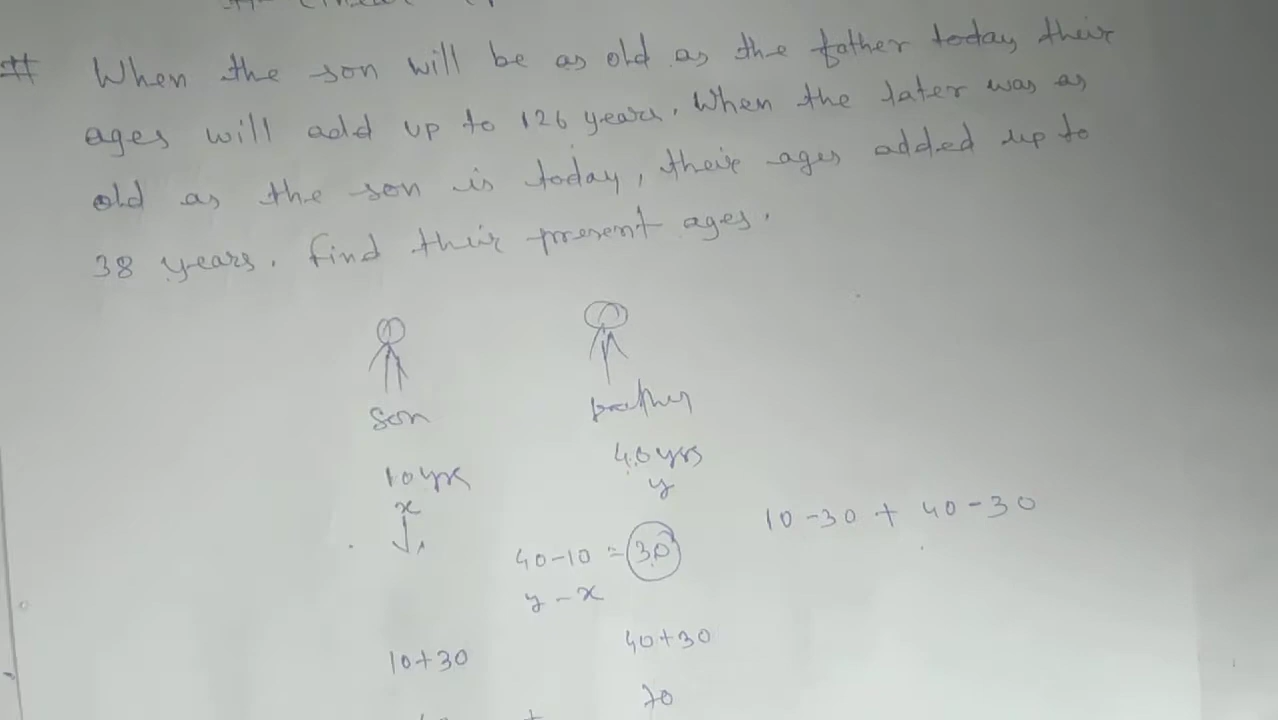 # When the son will be as old as the father today their
ages will add up to 126 years. When the later was as
old as the son is today, their ages added up to
38 years. find their present ages.
son
10 yrs 40 yrs
x y
40-10 = 30 10-30 + 40-30
y-x
10+30 40+30
70